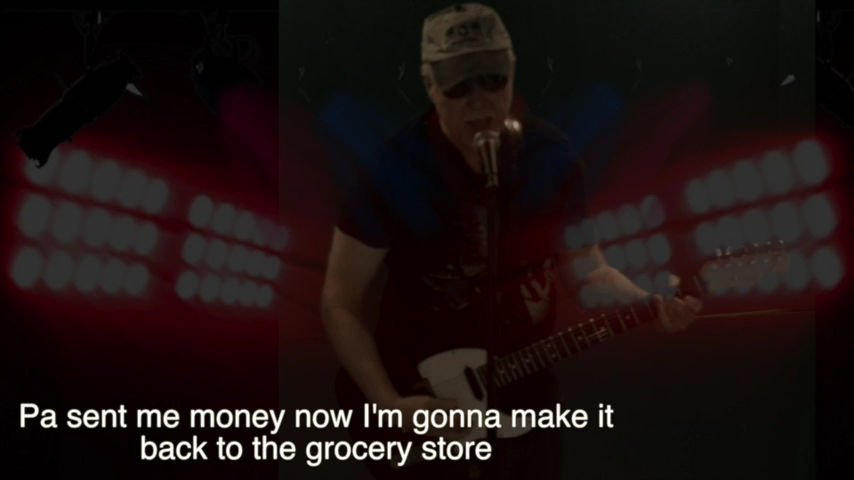 Pa sent me money now I'm gonna make it
back to the grocery store